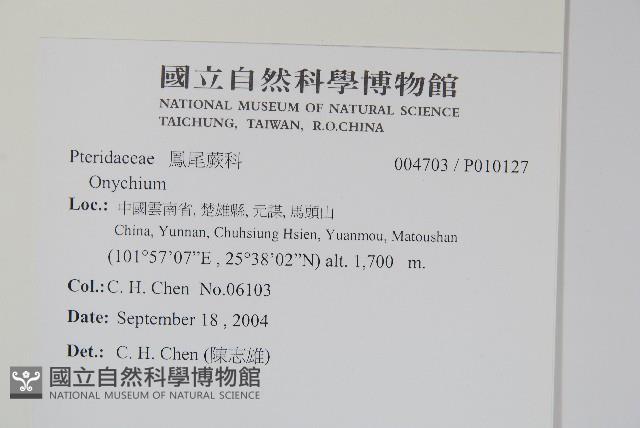 國立自然科學博物館
NATIONAL MUSEUM OF NATURAL SCIENCE
TAICHUNG, TAIWAN, R.O.CHINA
Pteridaceae 鳳尾蕨科 004703 / P010127
Onychium
Loc.: 中國雲南省, 楚雄縣, 元謀, 馬頭山
China, Yunnan, Chuhsiung Hsien, Yuanmou, Matoushan
(101°57'07”E , 25°38'02”N) alt. 1,700 m.
Col.: C. H. Chen No.06103
Date: September 18 , 2004
Det.: C. H. Chen (陳志雄)
國立自然科學博物館
NATIONAL MUSEUM OF NATURAL SCIENCE